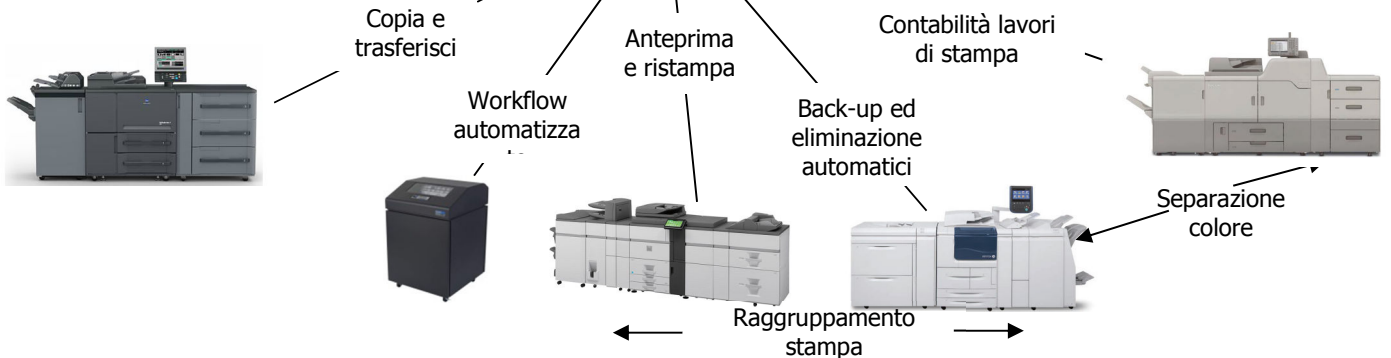 Copia e
trasferisci
Workflow
automatizza
Anteprima
e ristampa
Back-up ed
eliminazione
automatici
Contabilità lavori
di stampa
Separazione
colore
Raggruppamento
stampa